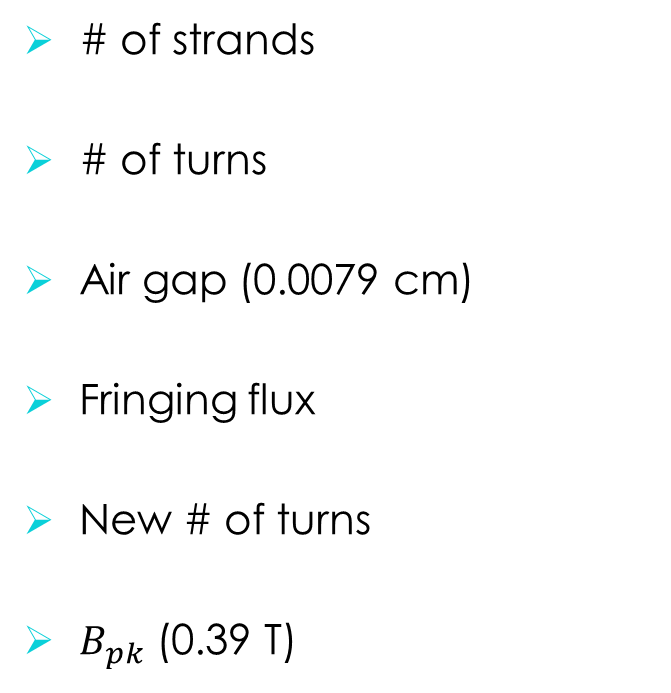 # of strands
# of turns
Air gap (0.0079 cm)
Fringing flux
New # of turns
B_pk (0.39 T)